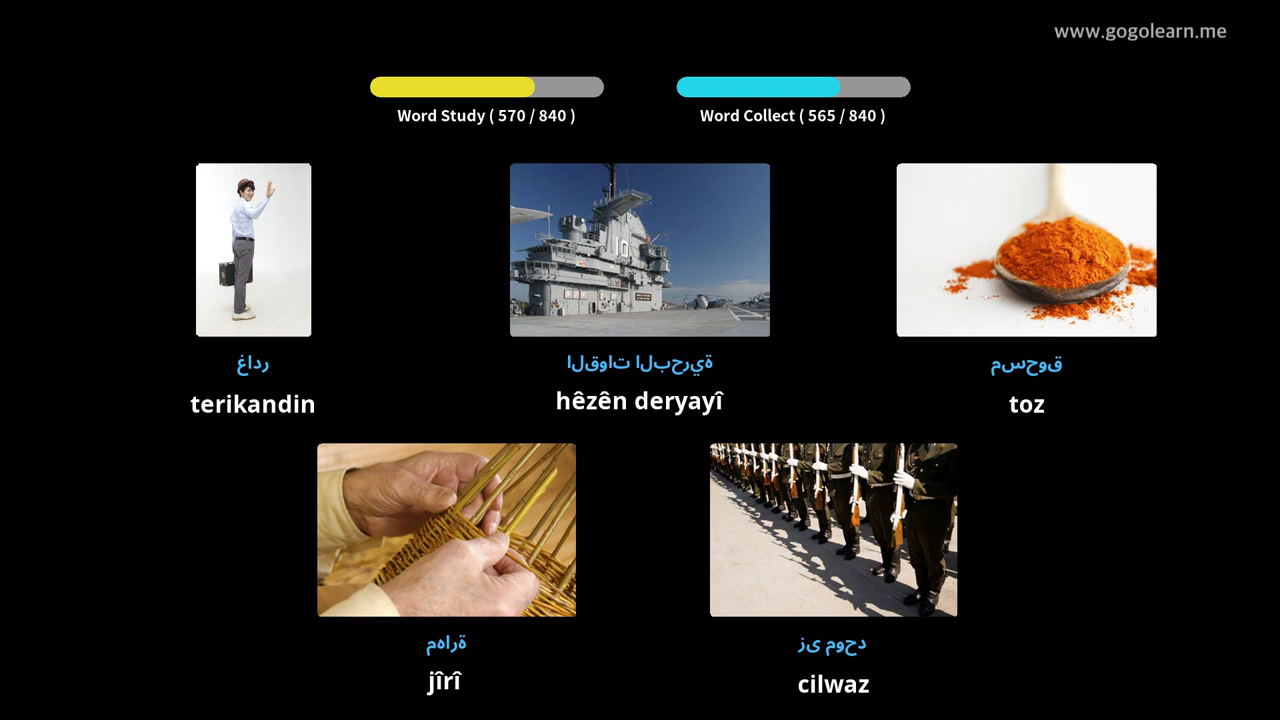 www.gogolearn.me
Word Study ( 570 / 840 )
Word Collect ( 565 / 840 )
غادر
القوات البحرية
مسحوق
terikandin
hêzên deryayî
toz
مهارة
زى موحد
jîrî
cilwaz